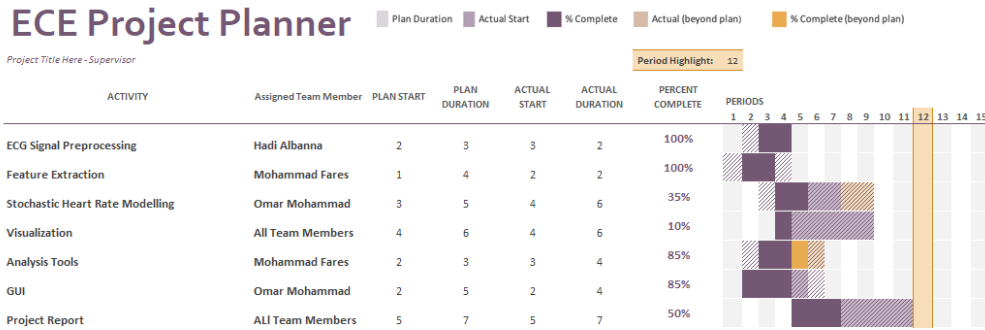 ECE Project Planner
Plan Duration Actual Start % Complete Actual (beyond plan) % Complete (beyond plan)
Project Title Here - Supervisor
Period Highlight: 12
ACTIVITY Assigned Team Member PLAN START PLAN DURATION ACTUAL START ACTUAL DURATION PERCENT COMPLETE PERIODS
1 2 3 4 5 6 7 8 9 10 11 12 13 14 15
ECG Signal Preprocessing Hadi Albanna 2 3 3 2 100%
Feature Extraction Mohammad Fares 1 4 2 2 100%
Stochastic Heart Rate Modelling Omar Mohammad 3 5 4 6 35%
Visualization All Team Members 4 6 4 6 10%
Analysis Tools Mohammad Fares 2 3 3 4 85%
GUI Omar Mohammad 2 5 2 4 85%
Project Report ALl Team Members 5 7 5 7 50%